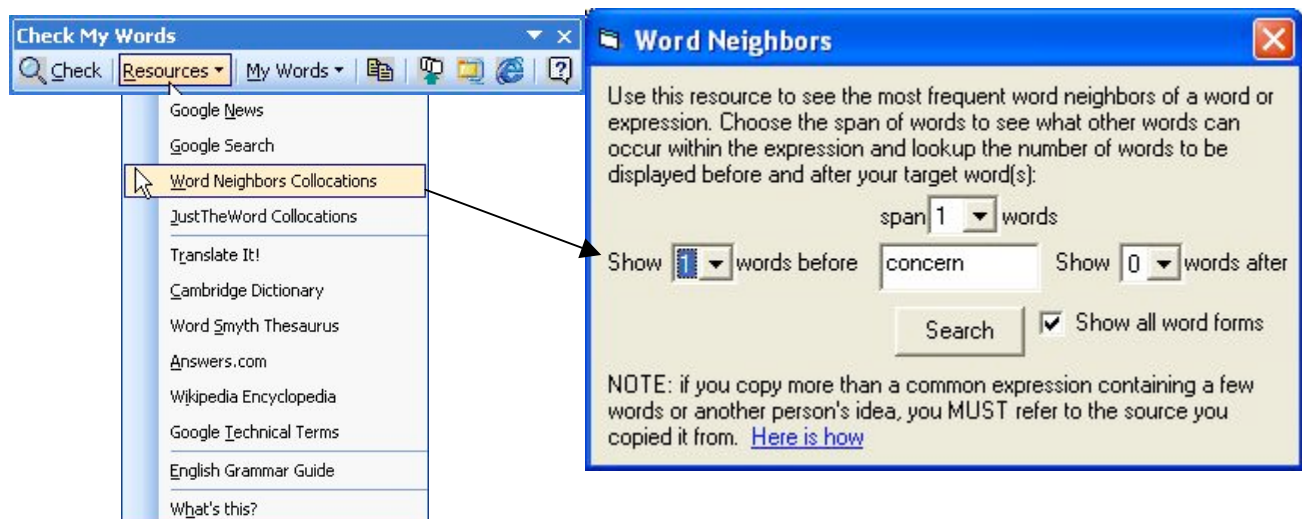 Check My Words
Check Resources My Words
Google News
Google Search
Word Neighbors Collocations
JustTheWord Collocations
Translate It!
Cambridge Dictionary
Word Smyth Thesaurus
Answers.com
Wikipedia Encyclopedia
Google Technical Terms
English Grammar Guide
What's this?
Word Neighbors
Use this resource to see the most frequent word neighbors of a word or
expression. Choose the span of words to see what other words can
occur within the expression and lookup the number of words to be
displayed before and after your target word(s):
span 1 words
Show 1 words before concern Show 0 words after
Search Show all word forms
NOTE: if you copy more than a common expression containing a few
words or another person's idea, you MUST refer to the source you
copied it from. Here is how